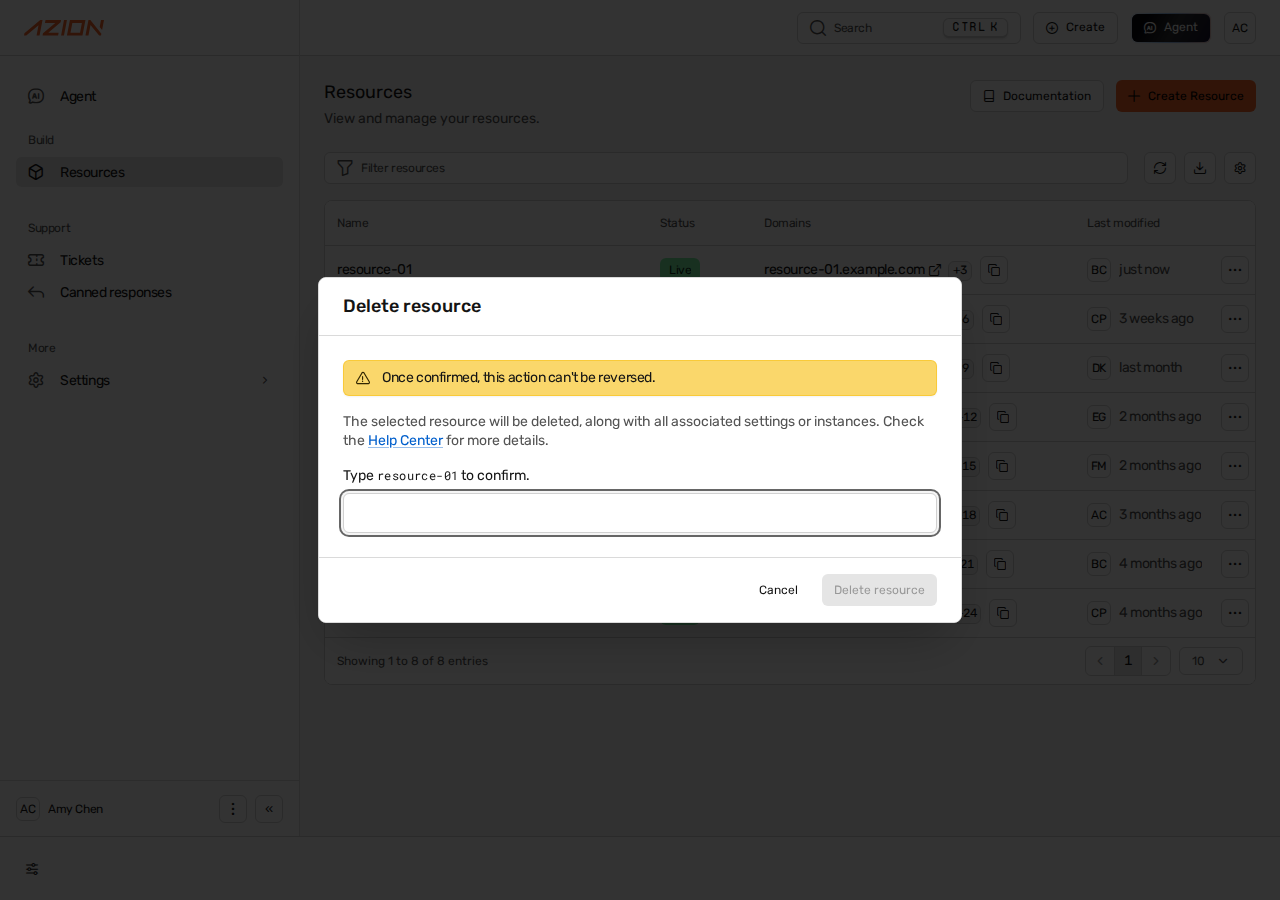 AZION
Search
CTRL K
Create
Agent
AC
Agent
Build
Resources
Support
Tickets
Canned responses
More
Settings
AC Amy Chen
Resources
View and manage your resources.
Documentation
Create Resource
Filter resources
Name Status Domains Last modified
resource-01 Live resource-01.example.com +3 BC just now
CP 3 weeks ago
DK last month
12 EG 2 months ago
15 FM 2 months ago
18 AC 3 months ago
21 BC 4 months ago
24 CP 4 months ago
Showing 1 to 8 of 8 entries
1
10
Delete resource
Once confirmed, this action can't be reversed.
The selected resource will be deleted, along with all associated settings or instances. Check
the Help Center for more details.
Type resource-01 to confirm.
Cancel
Delete resource